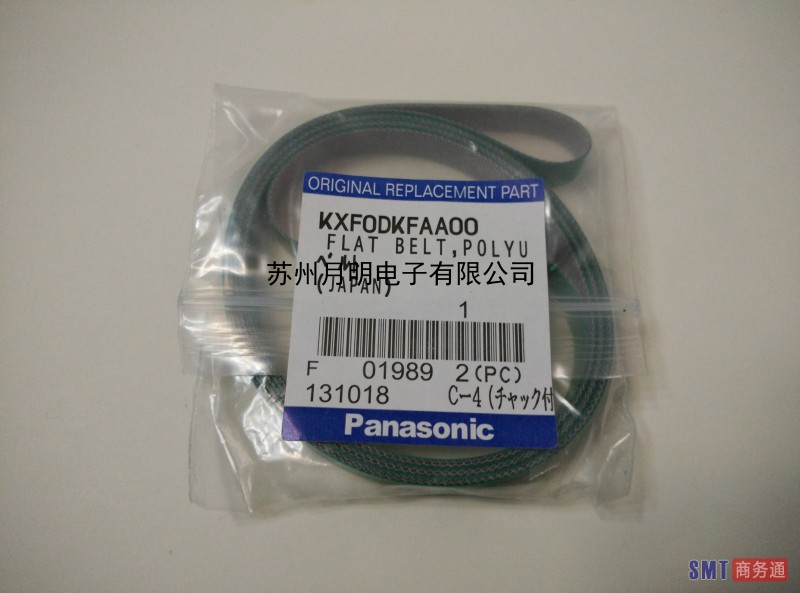 ORIGINAL REPLACEMENT PART
KXF0DKFAA00
FLAT BELT,POLYU
苏州月明电子有限公司
(JAPAN)
1
F 01989 2(PC)
131018 C-4(チャック付
Panasonic
SMT 商务通